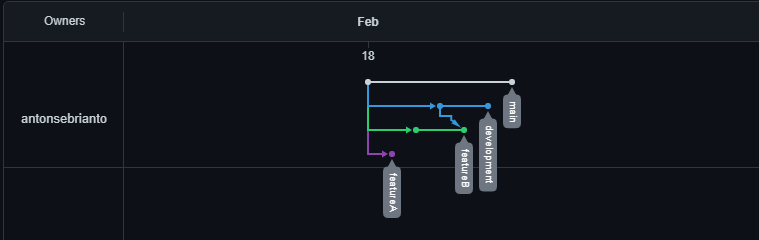 Owners
Feb
18
antonsebrianto
main
development
featureB
featureA